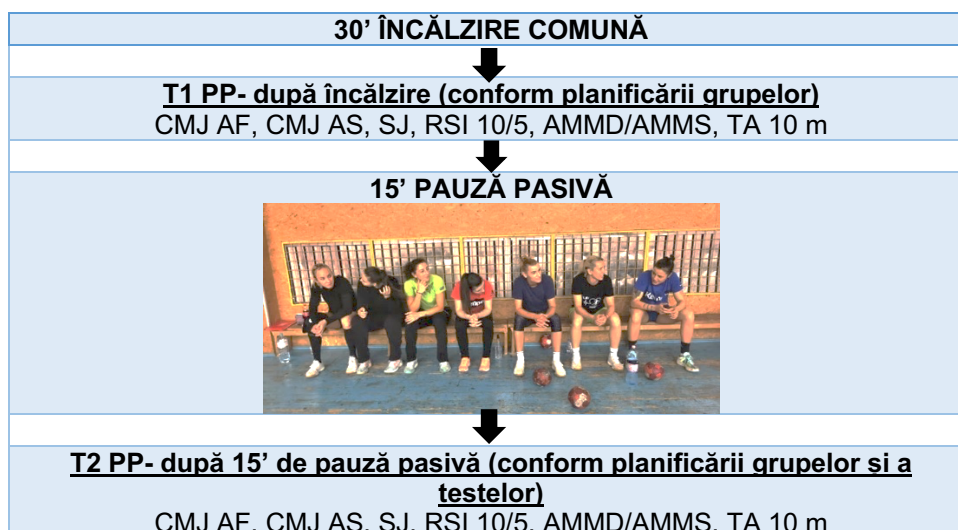 30’ ÎNCĂLZIRE COMUNĂ
T1 PP- după încălzire (conform planificării grupelor)
CMJ AF, CMJ AS, SJ, RSI 10/5, AMMD/AMMS, TA 10 m
15’ PAUZĂ PASIVĂ
T2 PP- după 15’ de pauză pasivă (conform planificării grupelor și a
testelor)
CMJ AF, CMJ AS, SJ, RSI 10/5, AMMD/AMMS, TA 10 m